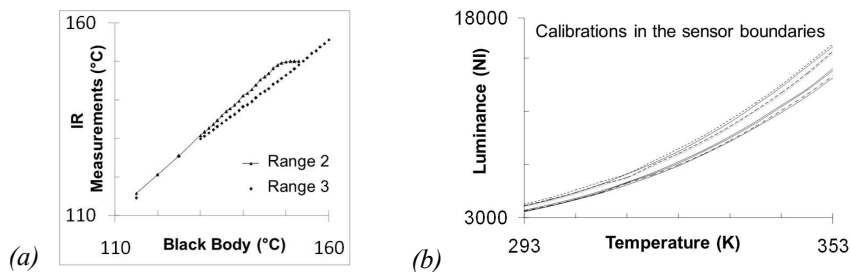 160
IR
Measurements (°C)
Range 2
Range 3
110
110
Black Body (°C)
160
(a)
18000
Calibrations in the sensor boundaries
Luminance (NI)
3000
293
Temperature (K)
353
(b)